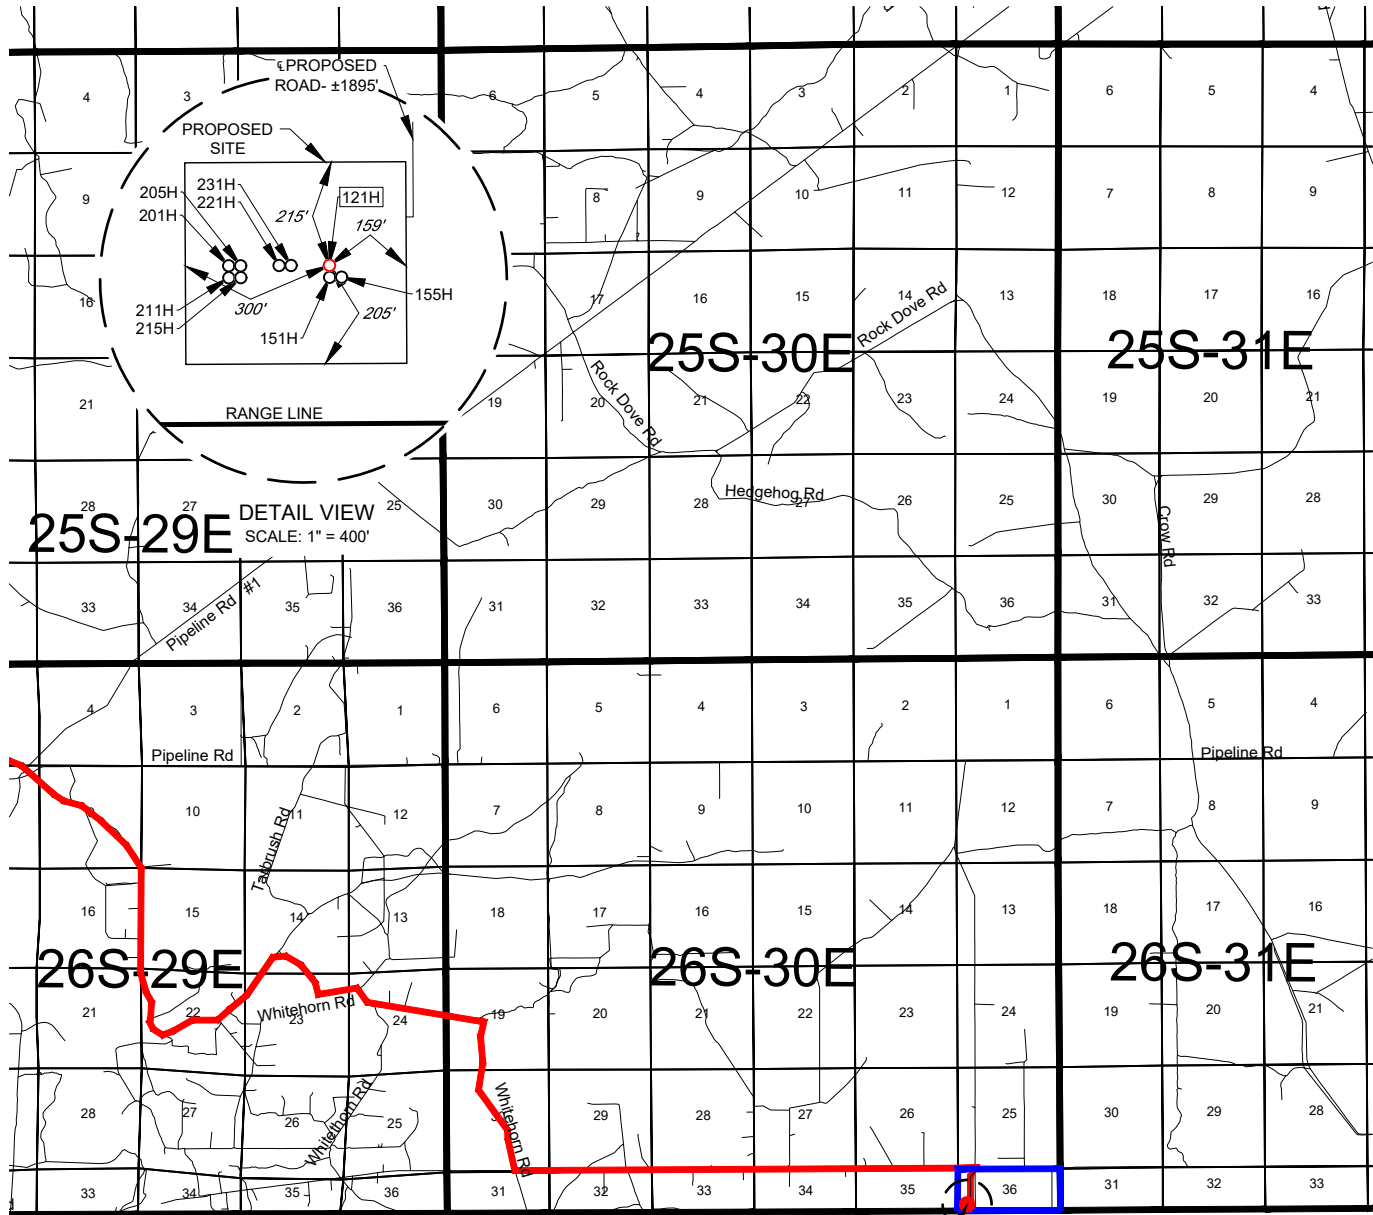 ℄PROPOSED
ROAD- ±1895'
PROPOSED
SITE
231H
205H
221H
201H
121H
215'
159'
211H
215H
300'
151H
205'
155H
RANGE LINE
DETAIL VIEW
SCALE: 1" = 400'
4 3 6 5 4 3 2 1 6 5 4
9 8 9 10 11 12 7 8 9
16 17 16 15 14 13 18 17 16
Rock Dove Rd
25S-30E
25S-31E
21 19 20 21 22 23 24 19 20 21
Rock Dove Rd
28 27 25 30 29 28 27 26 25 30 29 28
Hedgehog Rd
25S-29E
Crow Rd
33 34 35 36 31 32 33 34 35 36 31 32 33
Pipeline Rd #1
4 3 2 1 6 5 4 3 2 1 6 5 4
Pipeline Rd
Pipeline Rd
10 11 12 7 8 9 10 11 12 7 8 9
Tarbrush Rd
16 15 14 13 18 17 16 15 14 13 18 17 16
26S-29E
26S-30E
26S-31E
21 22 23 24 19 20 21 22 23 24 19 20 21
Whitehorn Rd
28 27 26 25 29 28 27 26 25 30 29 28
Whitethorn Rd
Whitehorn Rd
33 34 35 36 31 32 33 34 35 36 31 32 33